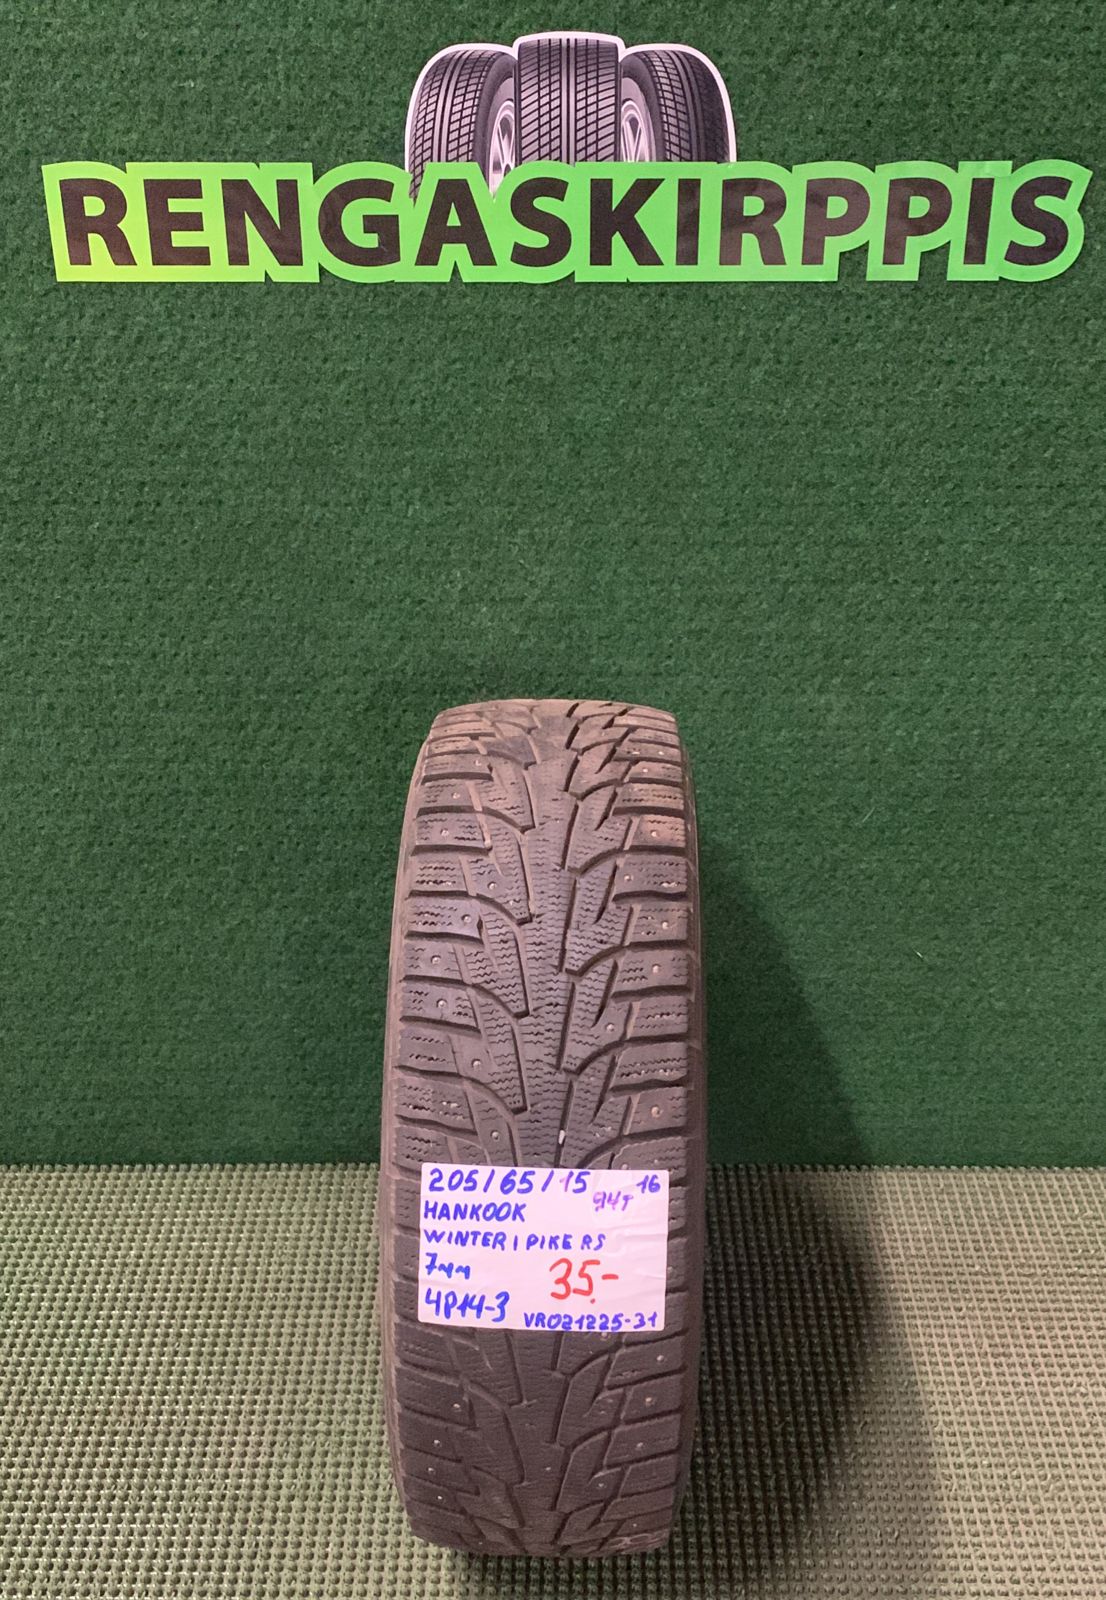 RENGASKIRPPIS
205/65/15 94T 16
HANKOOK
WINTER I PIKE RS
7mm 35.-
4P14-3 VR021225-31